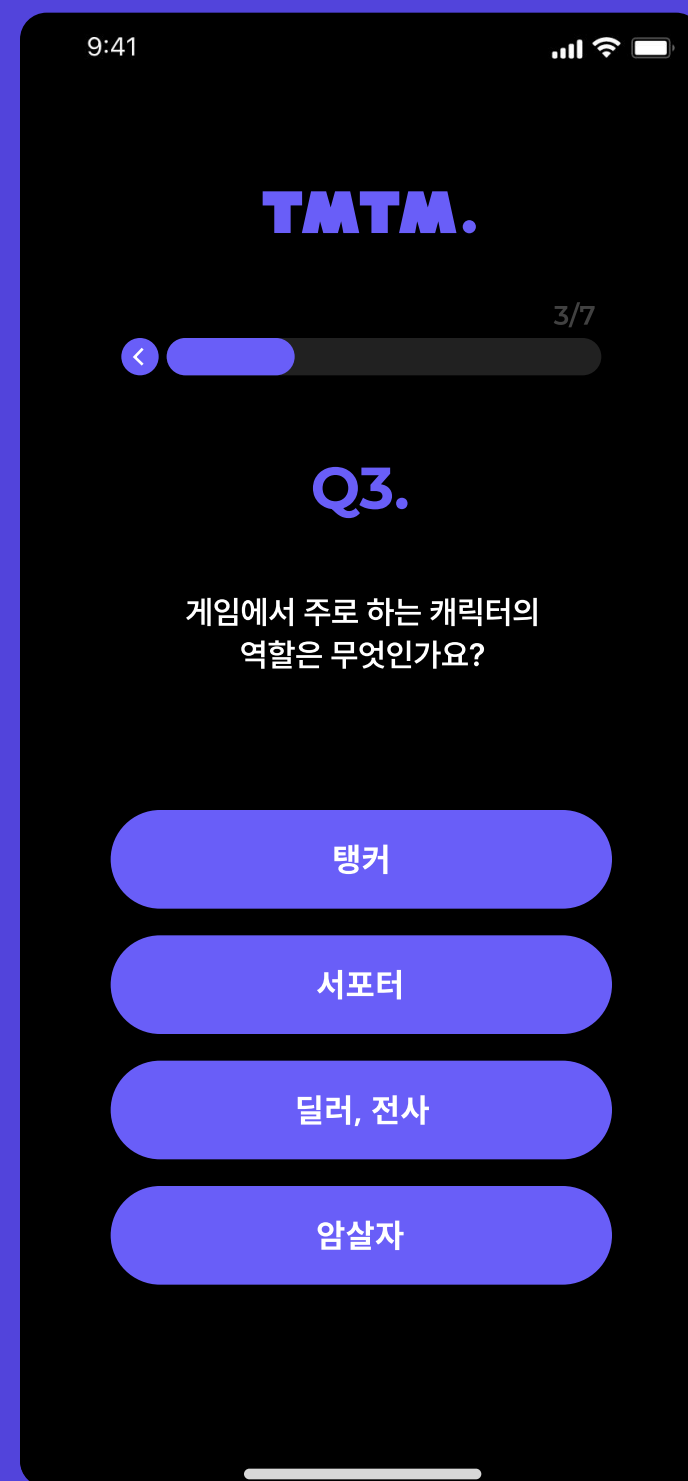 9:41
TMTM.
3/7
Q3.
게임에서 주로 하는 캐릭터의
역할은 무엇인가요?
탱커
서포터
딜러, 전사
암살자